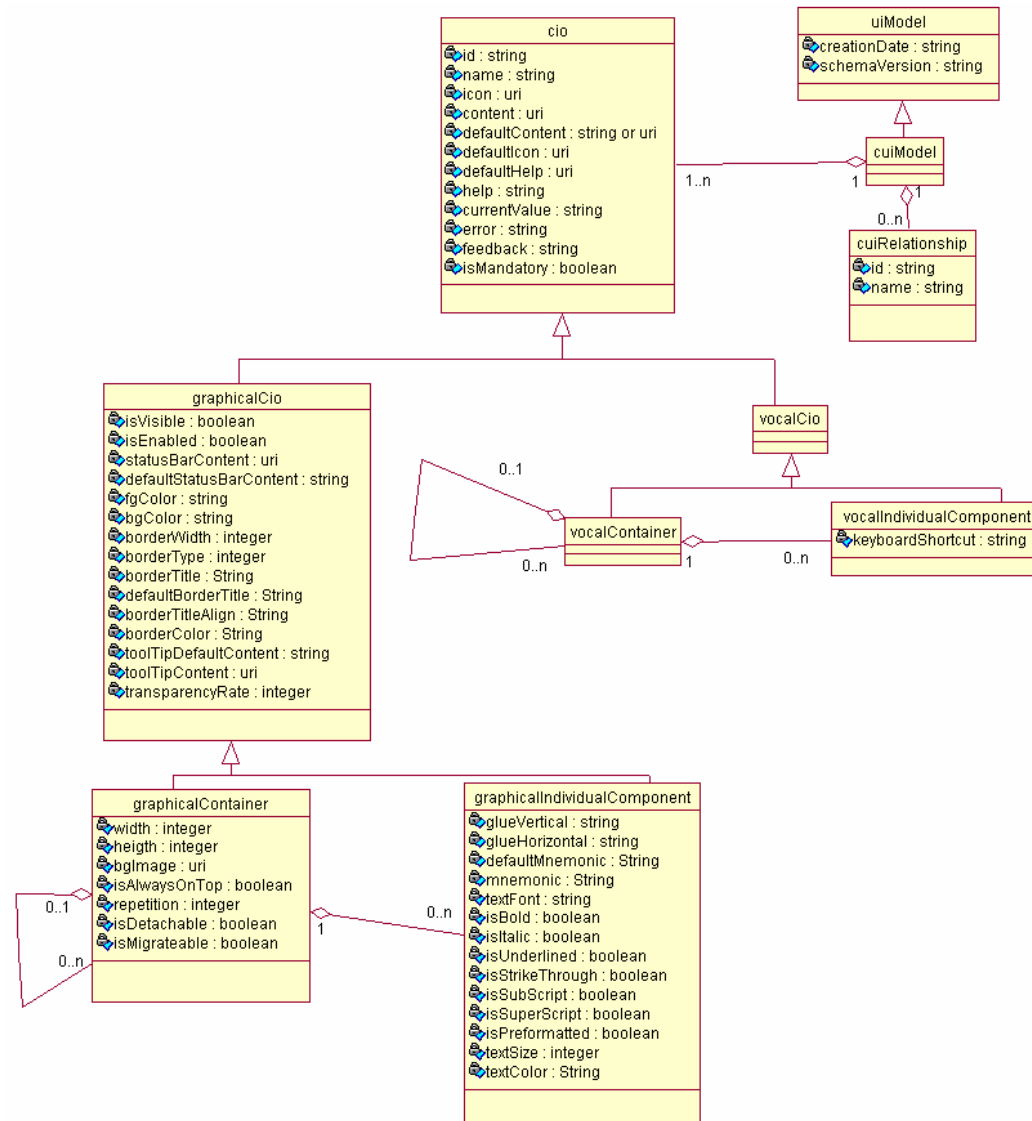 cio
id : string
name : string
icon : uri
content : uri
defaultContent : string or uri
defaultIcon : uri
defaultHelp : uri
help : string
currentValue : string
error : string
feedback : string
isMandatory : boolean
uiModel
creationDate : string
schemaVersion : string
cuiModel
1..n
1
1
0..n
cuiRelationship
id : string
name : string
graphicalCio
isVisible : boolean
isEnabled : boolean
statusBarContent : uri
defaultStatusBarContent : string
fgColor : string
bgColor : string
borderWidth : integer
borderType : integer
borderTitle : String
defaultBorderTitle : String
borderTitleAlign : String
borderColor : String
toolTipDefaultContent : string
toolTipContent : uri
transparencyRate : integer
vocalCio
0..1
vocalContainer
0..n
1
0..n
vocalIndividualComponent
keyboardShortcut : string
graphicalContainer
width : integer
heigth : integer
bgImage : uri
isAlwaysOnTop : boolean
repetition : integer
isDetachable : boolean
isMigrateable : boolean
0..1
0..n
1
0..n
graphicalIndividualComponent
glueVertical : string
glueHorizontal : string
defaultMnemonic : String
mnemonic : String
textFont : string
isBold : boolean
isItalic : boolean
isUnderlined : boolean
isStrikeThrough : boolean
isSubScript : boolean
isSuperScript : boolean
isPreformatted : boolean
textSize : integer
textColor : String